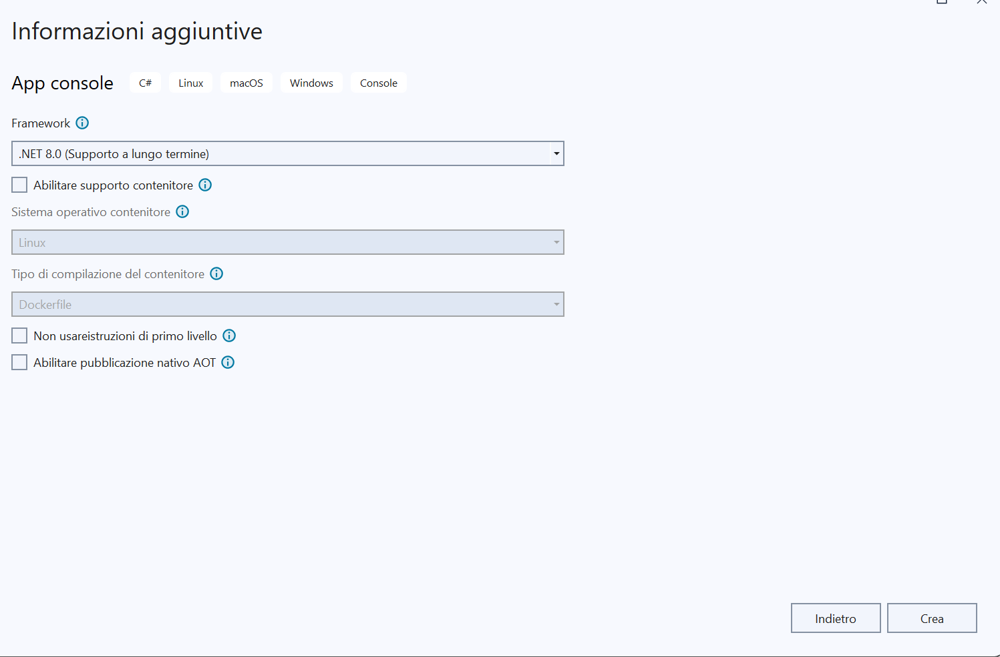 Informazioni aggiuntive
App console C# Linux macOS Windows Console
Framework
.NET 8.0 (Supporto a lungo termine)
Abilitare supporto contenitore
Sistema operativo contenitore
Linux
Tipo di compilazione del contenitore
Dockerfile
Non usareistruzioni di primo livello
Abilitare pubblicazione nativo AOT
Indietro Crea